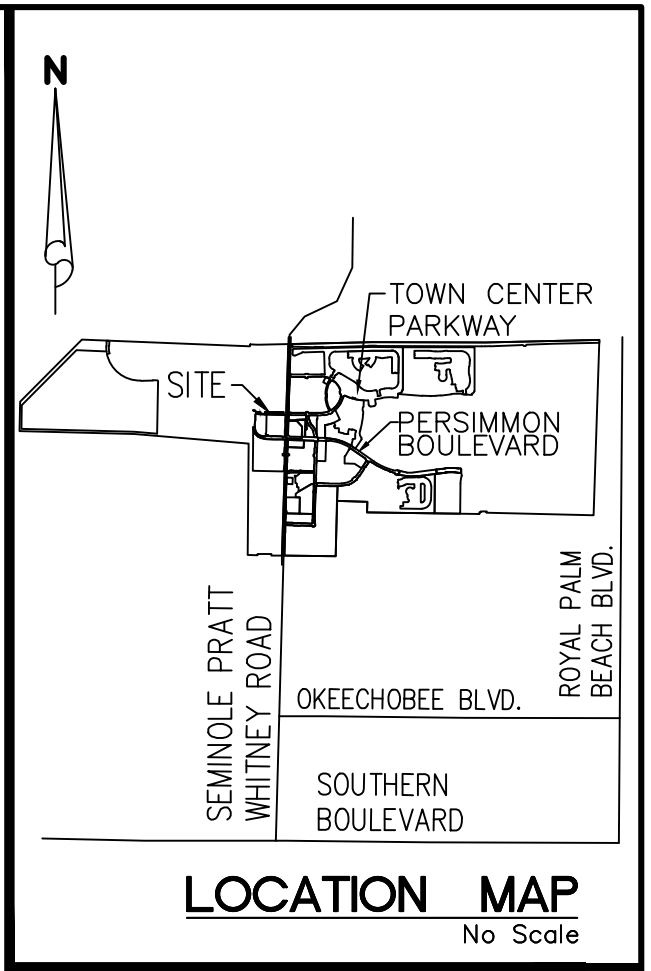 N
TOWN CENTER
PARKWAY
SITE
PERSIMMON
BOULEVARD
SEMINOLE PRATT
WHITNEY ROAD
ROYAL PALM
BEACH BLVD.
OKEECHOBEE BLVD.
SOUTHERN
BOULEVARD
LOCATION MAP
No Scale